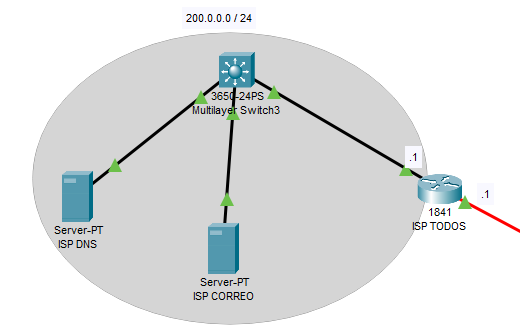 200.0.0.0 / 24
3650-24PS
Multilayer Switch3
.1
.1
1841
ISP TODOS
Server-PT
ISP DNS
Server-PT
ISP CORREO